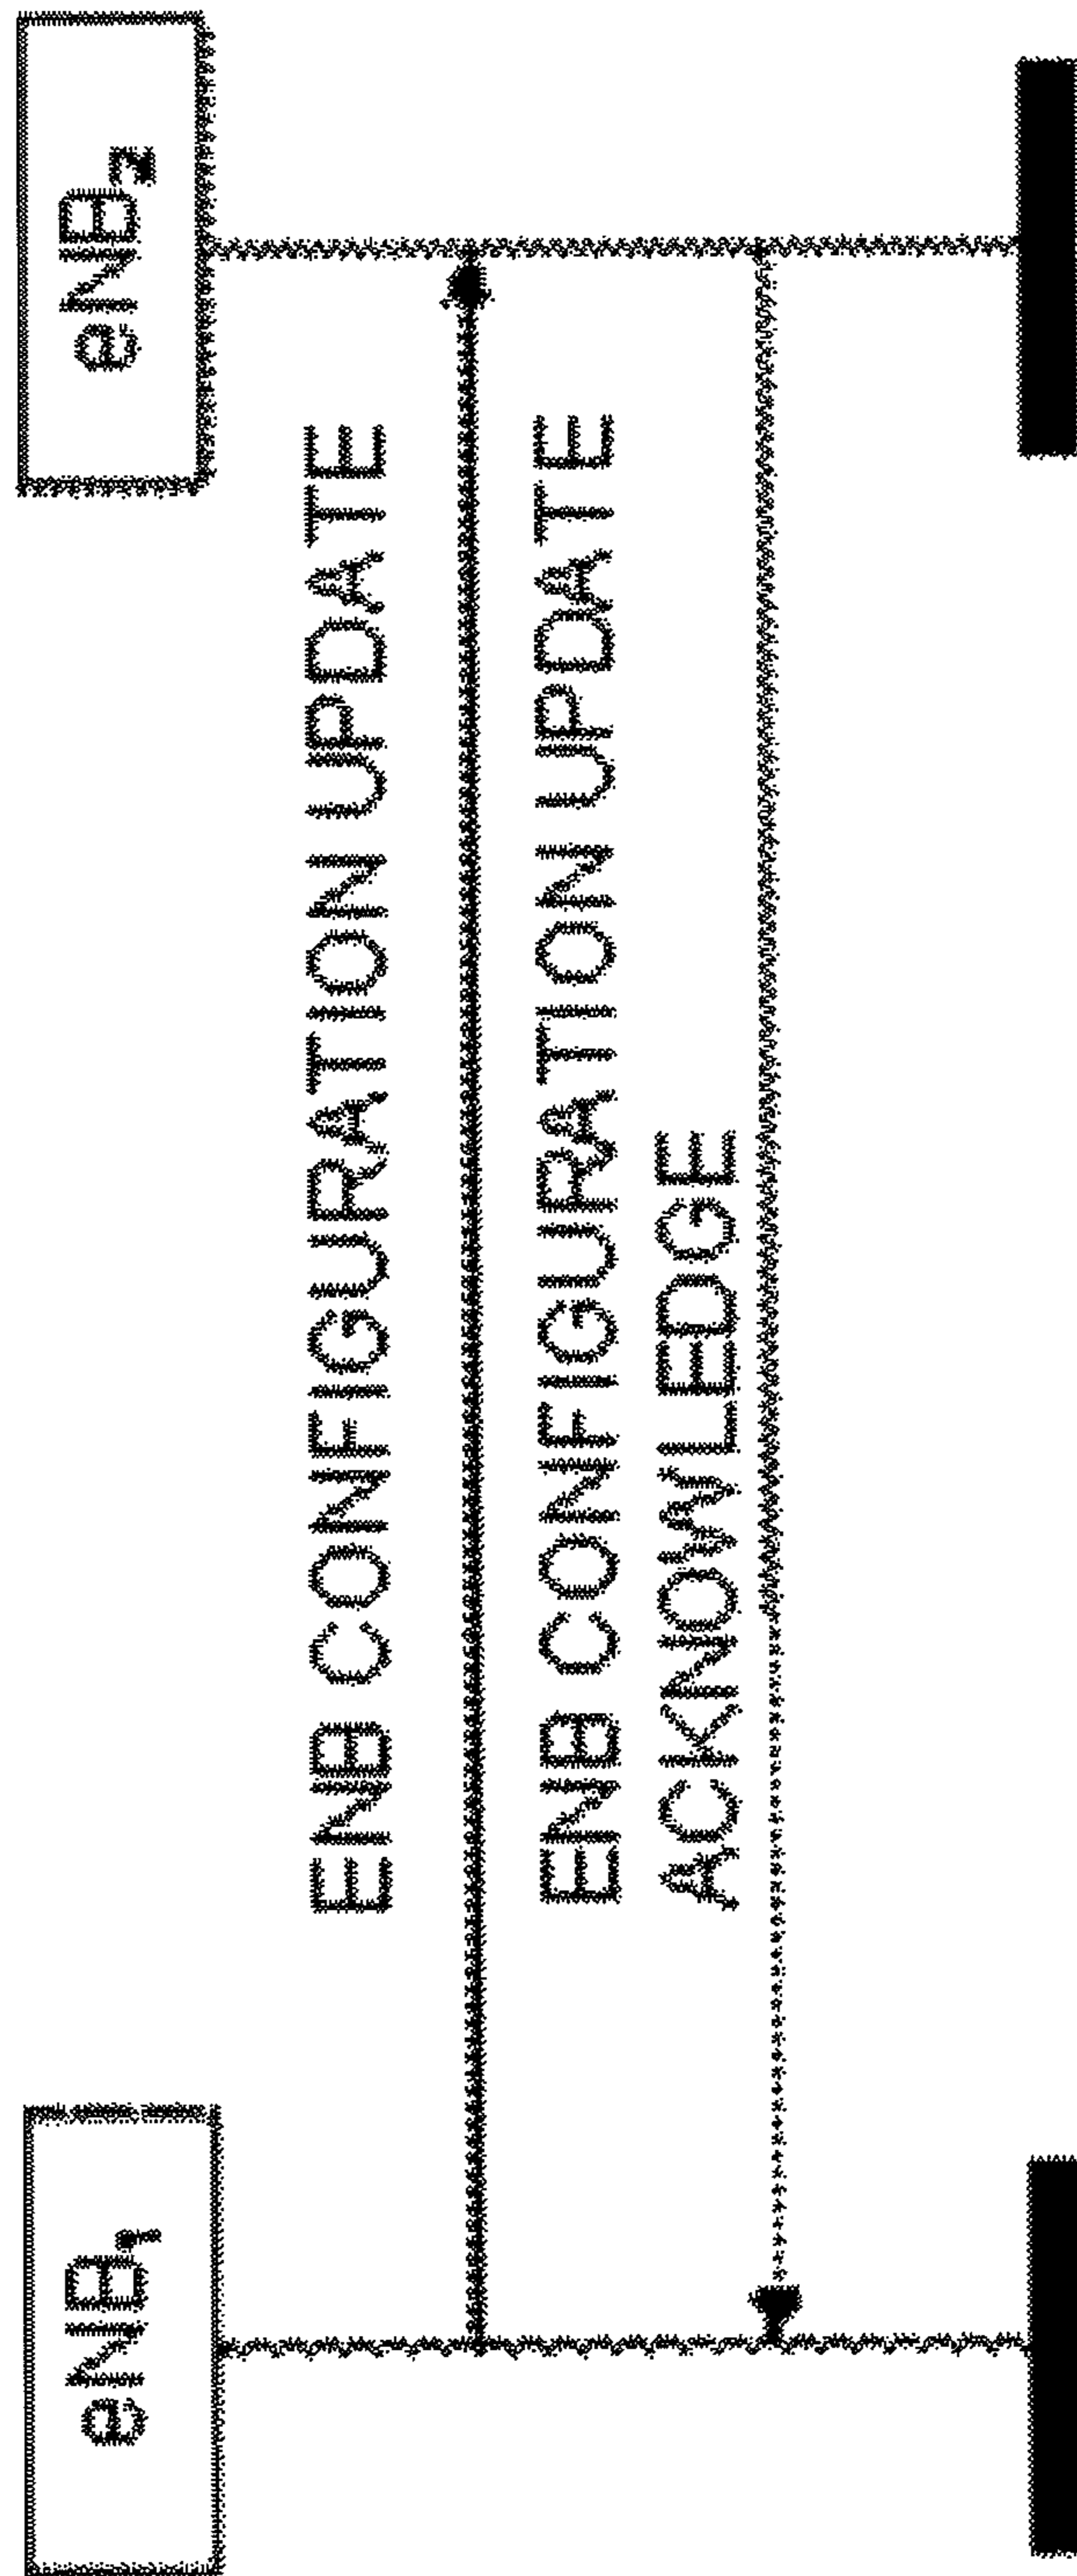 eNB₁
eNB₂
ENB CONFIGURATION UPDATE
ENB CONFIGURATION UPDATE
ACKNOWLEDGE